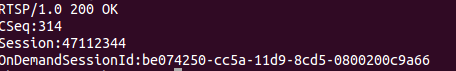 RTSP/1.0 200 OK
CSeq:314
Session:47112344
OnDemandSessionId:be074250-cc5a-11d9-8cd5-0800200c9a66